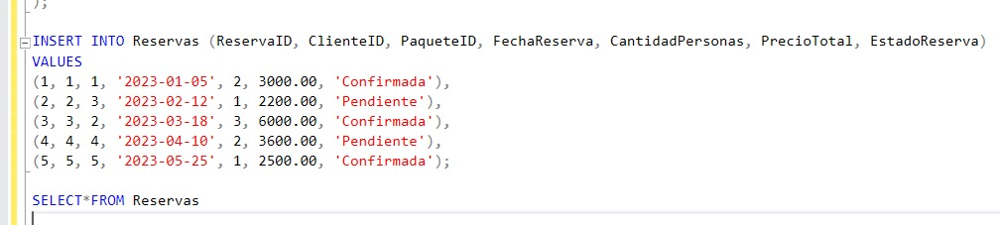 );
INSERT INTO Reservas (ReservaID, ClienteID, PaqueteID, FechaReserva, CantidadPersonas, PrecioTotal, EstadoReserva)
VALUES
(1, 1, 1, '2023-01-05', 2, 3000.00, 'Confirmada'),
(2, 2, 3, '2023-02-12', 1, 2200.00, 'Pendiente'),
(3, 3, 2, '2023-03-18', 3, 6000.00, 'Confirmada'),
(4, 4, 4, '2023-04-10', 2, 3600.00, 'Pendiente'),
(5, 5, 5, '2023-05-25', 1, 2500.00, 'Confirmada');
SELECT*FROM Reservas